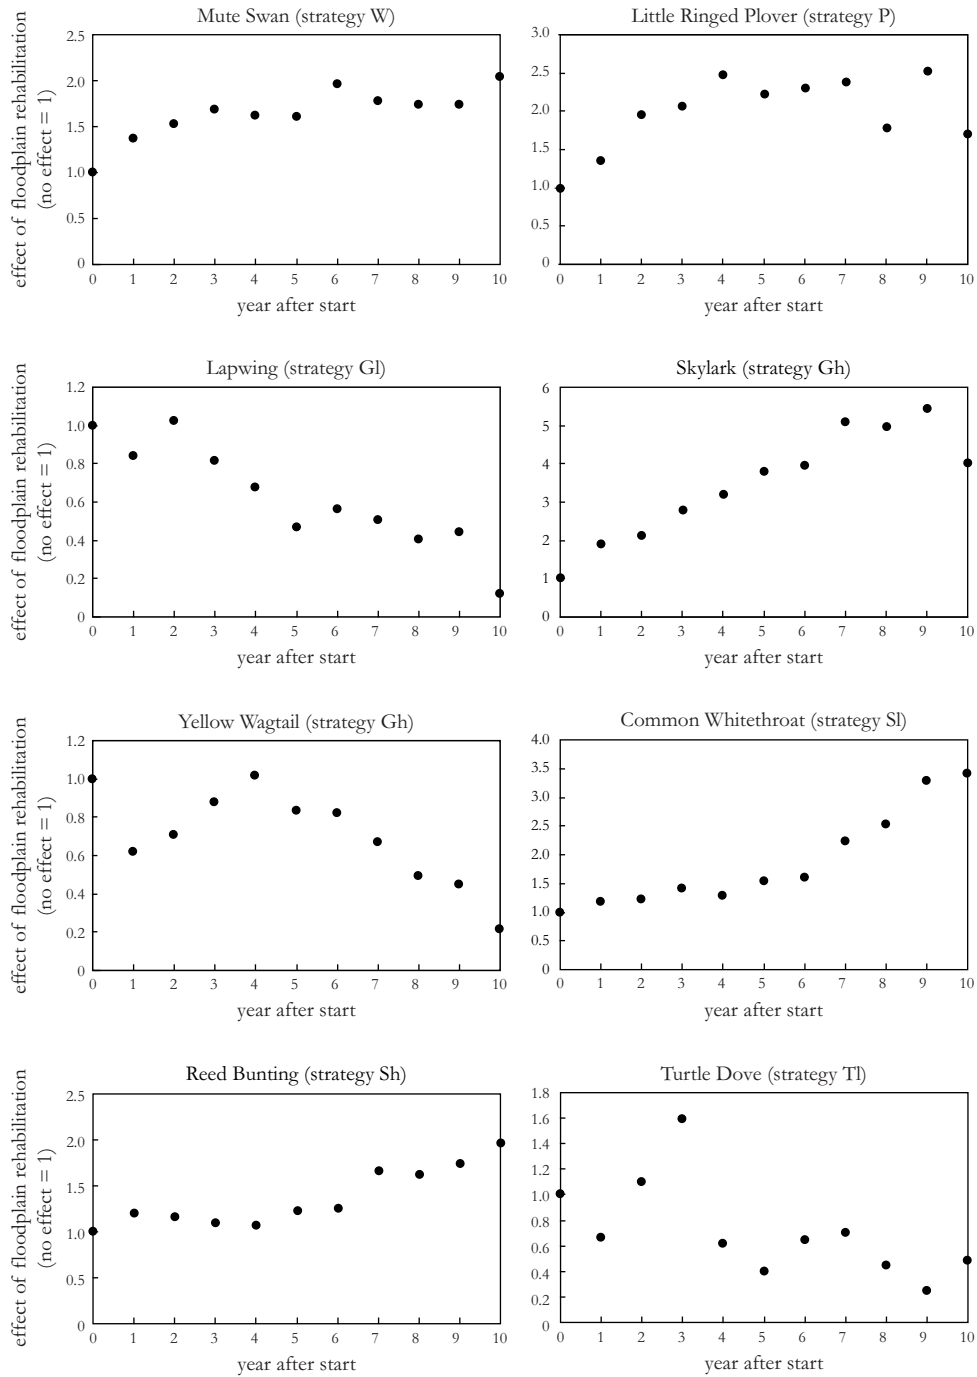 Mute Swan (strategy W)
effect of floodplain rehabilitation
(no effect = 1)
2.5
2.0
1.5
1.0
0.5
0
0 1 2 3 4 5 6 7 8 9 10
year after start
Little Ringed Plover (strategy P)
3.0
2.5
2.0
1.5
1.0
0.5
0
0 1 2 3 4 5 6 7 8 9 10
year after start
Lapwing (strategy Gl)
effect of floodplain rehabilitation
(no effect = 1)
1.2
1.0
0.8
0.6
0.4
0.2
0
0 1 2 3 4 5 6 7 8 9 10
year after start
Skylark (strategy Gh)
6
5
4
3
2
1
0
0 1 2 3 4 5 6 7 8 9 10
year after start
Yellow Wagtail (strategy Gh)
effect of floodplain rehabilitation
(no effect = 1)
1.2
1.0
0.8
0.6
0.4
0.2
0
0 1 2 3 4 5 6 7 8 9 10
year after start
Common Whitethroat (strategy Sl)
4.0
3.5
3.0
2.5
2.0
1.5
1.0
0.5
0
0 1 2 3 4 5 6 7 8 9 10
year after start
Reed Bunting (strategy Sh)
effect of floodplain rehabilitation
(no effect = 1)
2.5
2.0
1.5
1.0
0.5
0
0 1 2 3 4 5 6 7 8 9 10
year after start
Turtle Dove (strategy Tl)
1.8
1.6
1.4
1.2
1.0
0.8
0.6
0.4
0.2
0
0 1 2 3 4 5 6 7 8 9 10
year after start